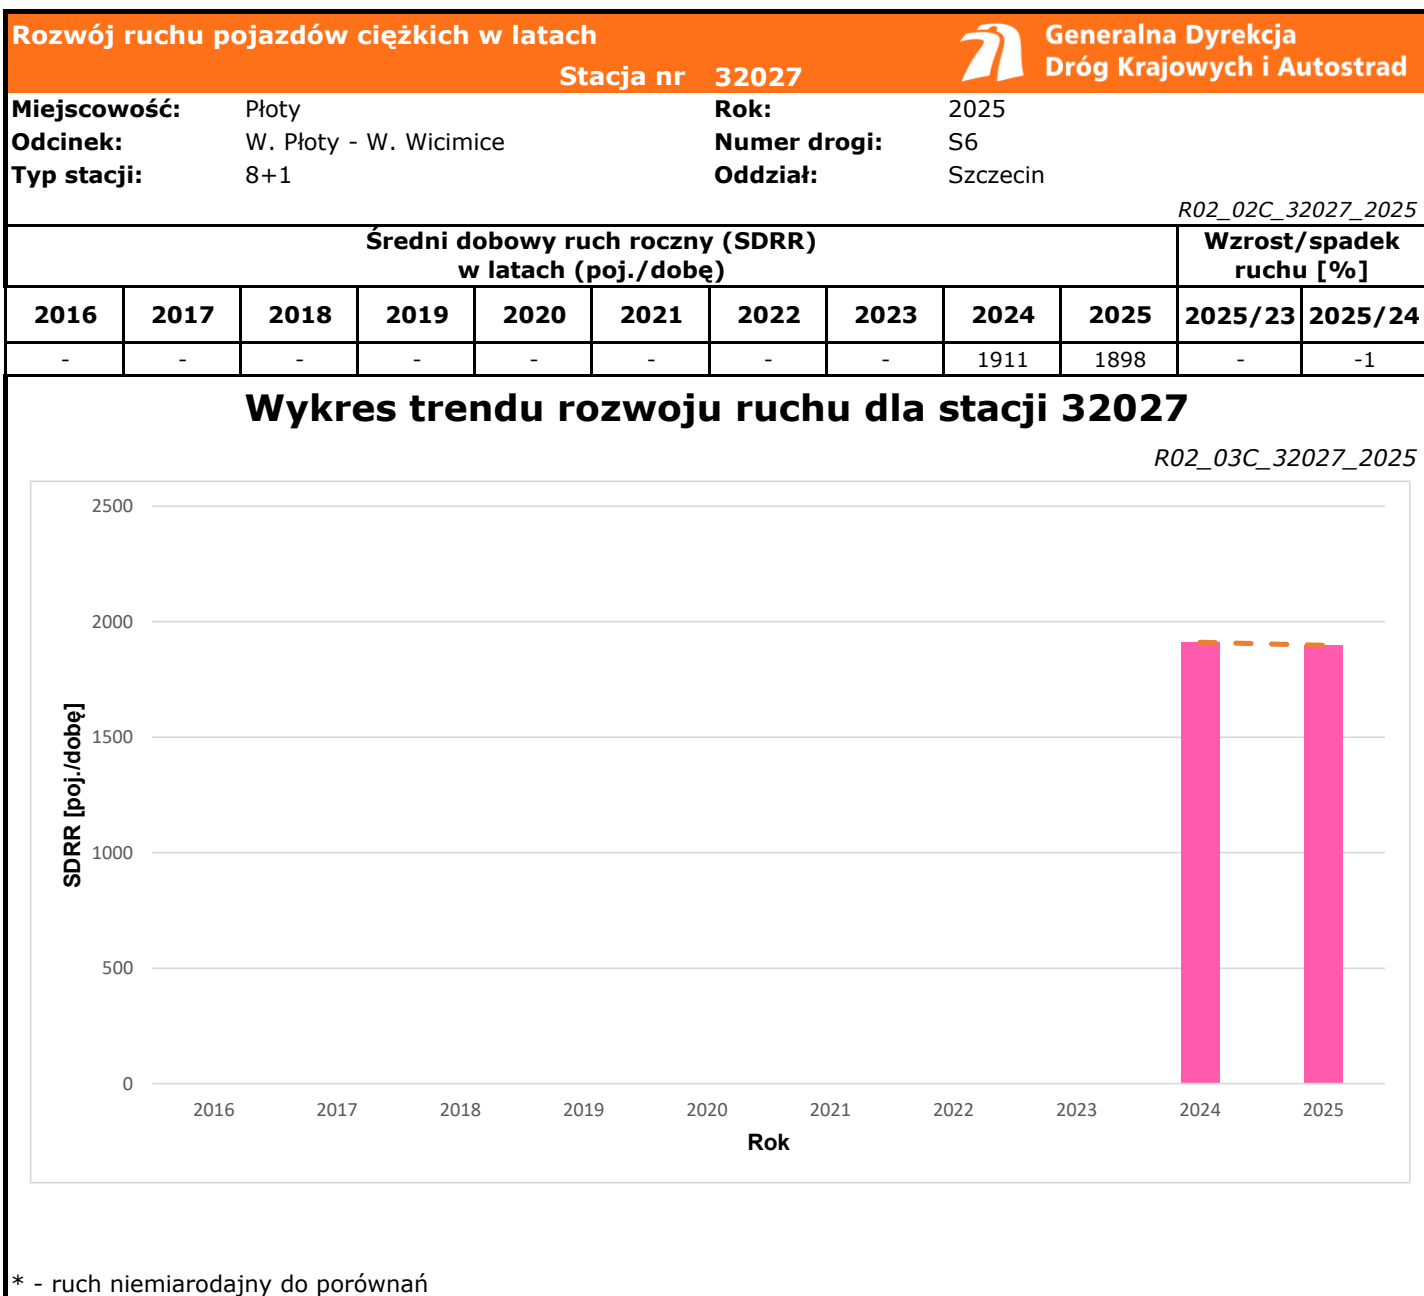 Rozwój ruchu pojazdów ciężkich w latach
Stacja nr 32027
Generalna Dyrekcja
Dróg Krajowych i Autostrad
Miejscowość: Płoty Rok: 2025
Odcinek: W. Płoty - W. Wicimice Numer drogi: S6
Typ stacji: 8+1 Oddział: Szczecin
R02_02C_32027_2025
Średni dobowy ruch roczny (SDRR)
w latach (poj./dobę)
Wzrost/spadek
ruchu [%]
2016 2017 2018 2019 2020 2021 2022 2023 2024 2025 2025/23 2025/24
- - - - - - - - 1911 1898 - -1
Wykres trendu rozwoju ruchu dla stacji 32027
R02_03C_32027_2025
2500
2000
1500
1000
500
0
SDRR [poj./dobę]
2016 2017 2018 2019 2020 2021 2022 2023 2024 2025
Rok
* - ruch niemiarodajny do porównań